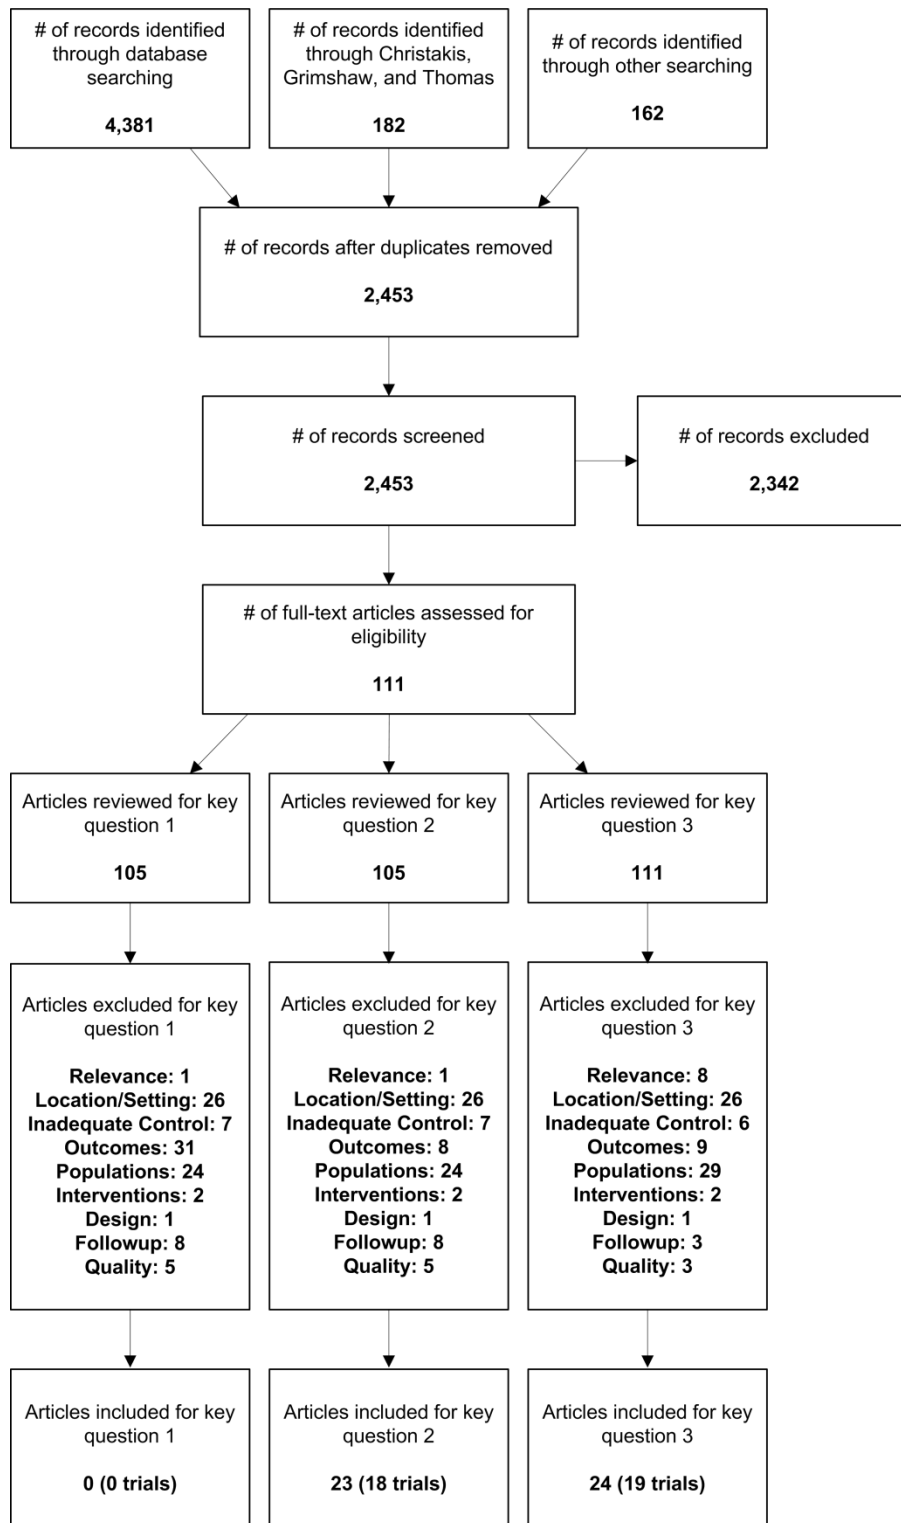 # of records identified
through database
searching
4,381
# of records identified
through Christakis,
Grimshaw, and Thomas
182
# of records identified
through other searching
162
# of records after duplicates removed
2,453
# of records screened
2,453
# of records excluded
2,342
# of full-text articles assessed for
eligibility
111
Articles reviewed for key
question 1
105
Articles reviewed for key
question 2
105
Articles reviewed for key
question 3
111
Articles excluded for key
question 1
Relevance: 1
Location/Setting: 26
Inadequate Control: 7
Outcomes: 31
Populations: 24
Interventions: 2
Design: 1
Followup: 8
Quality: 5
Articles excluded for key
question 2
Relevance: 1
Location/Setting: 26
Inadequate Control: 7
Outcomes: 8
Populations: 24
Interventions: 2
Design: 1
Followup: 8
Quality: 5
Articles excluded for key
question 3
Relevance: 8
Location/Setting: 26
Inadequate Control: 6
Outcomes: 9
Populations: 29
Interventions: 2
Design: 1
Followup: 3
Quality: 3
Articles included for key
question 1
0 (0 trials)
Articles included for key
question 2
23 (18 trials)
Articles included for key
question 3
24 (19 trials)